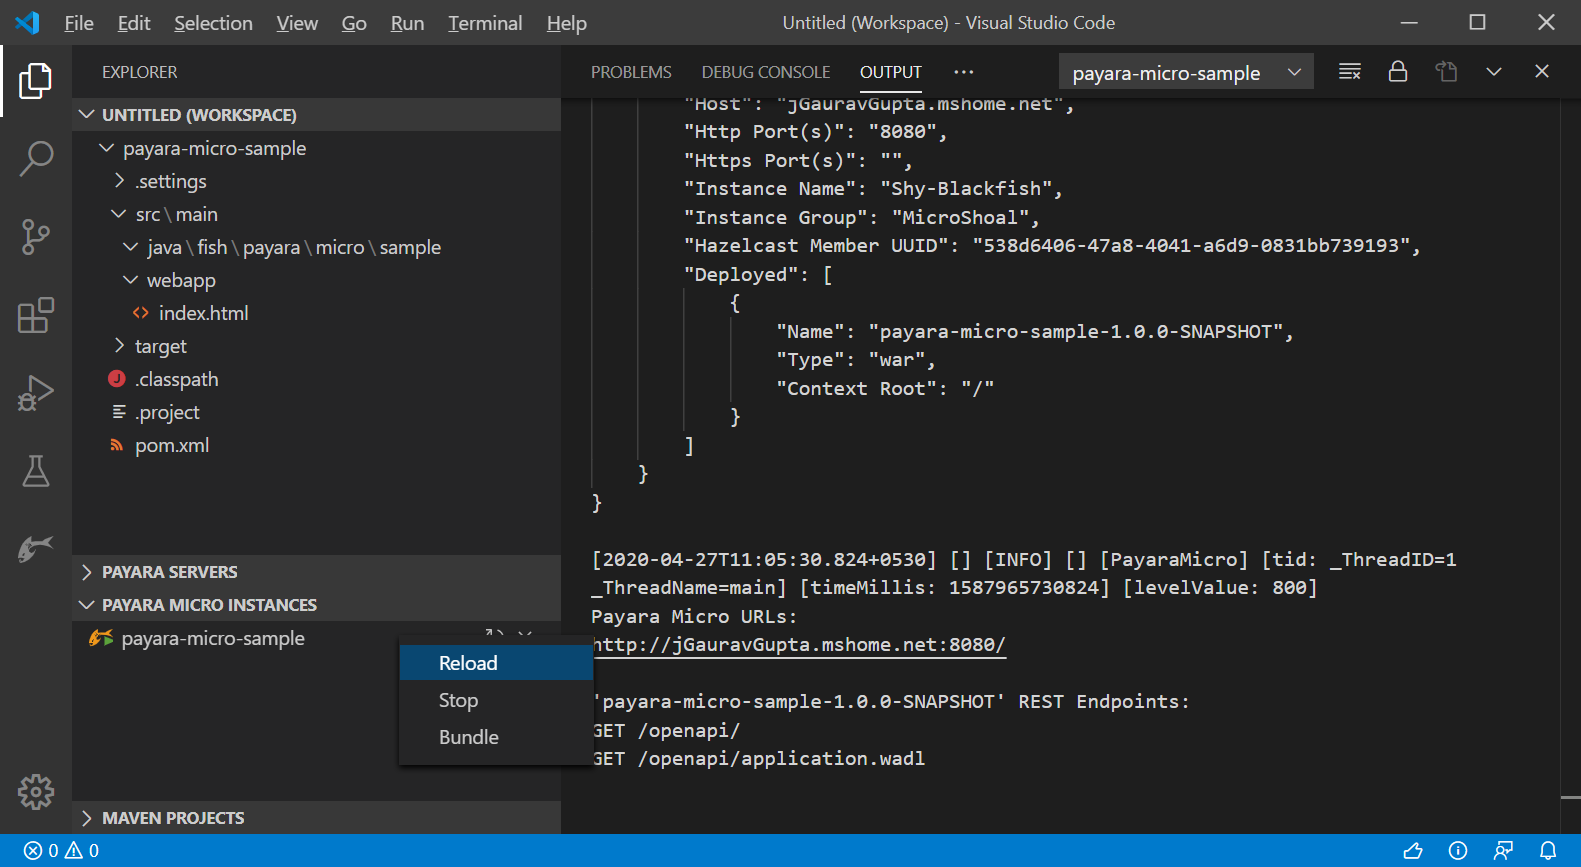 File Edit Selection View Go Run Terminal Help
Untitled (Workspace) - Visual Studio Code
EXPLORER
UNTITLED (WORKSPACE)
payara-micro-sample
.settings
src\main
java\fish\payara\micro\sample
webapp
<> index.html
target
J .classpath
.project
pom.xml
PAYARA SERVERS
PAYARA MICRO INSTANCES
payara-micro-sample
Reload
Stop
Bundle
MAVEN PROJECTS
PROBLEMS DEBUG CONSOLE OUTPUT ··· payara-micro-sample
"Host": "jGauravGupta.mshome.net",
"Http Port(s)": "8080",
"Https Port(s)": "",
"Instance Name": "Shy-Blackfish",
"Instance Group": "MicroShoal",
"Hazelcast Member UUID": "538d6406-47a8-4041-a6d9-0831bb739193",
"Deployed": [
{
"Name": "payara-micro-sample-1.0.0-SNAPSHOT",
"Type": "war",
"Context Root": "/"
}
]
}
}
[2020-04-27T11:05:30.824+0530] [] [INFO] [] [PayaraMicro] [tid: _ThreadID=1
_ThreadName=main] [timeMillis: 1587965730824] [levelValue: 800]
Payara Micro URLs:
http://jGauravGupta.mshome.net:8080/
'payara-micro-sample-1.0.0-SNAPSHOT' REST Endpoints:
GET /openapi/
GET /openapi/application.wadl
0 0